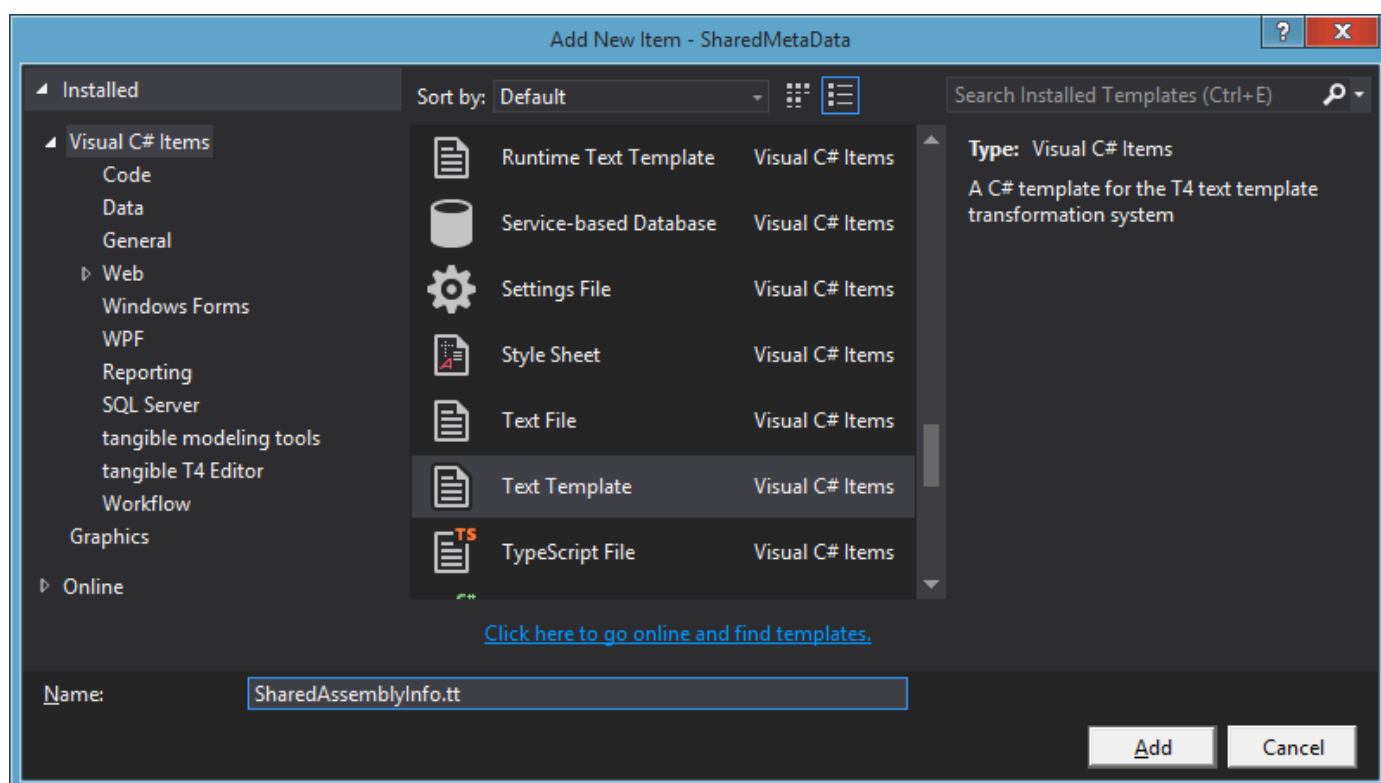 Add New Item - SharedMetaData
?
X
Installed
Sort by: Default
Search Installed Templates (Ctrl+E)
Visual C# Items
Code
Data
General
Web
Windows Forms
WPF
Reporting
SQL Server
tangible modeling tools
tangible T4 Editor
Workflow
Graphics
Online
Runtime Text Template Visual C# Items
Service-based Database Visual C# Items
Settings File Visual C# Items
Style Sheet Visual C# Items
Text File Visual C# Items
Text Template Visual C# Items
TS
TypeScript File Visual C# Items
Type: Visual C# Items
A C# template for the T4 text template
transformation system
Click here to go online and find templates.
Name: SharedAssemblyInfo.tt
Add Cancel